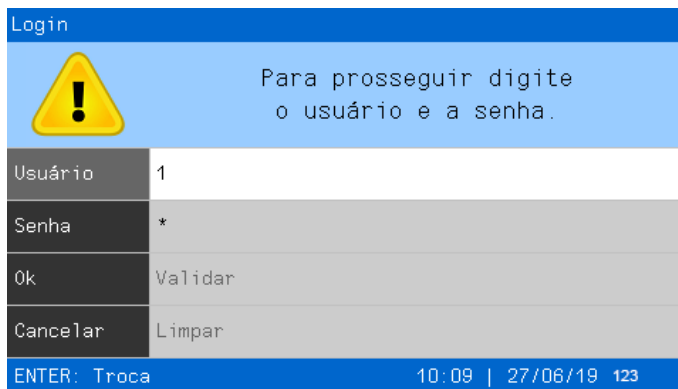 Login
Para prosseguir digite
o usuário e a senha.
Usuário 1
Senha *
Ok Validar
Cancelar Limpar
ENTER: Troca 10:09 | 27/06/19 123